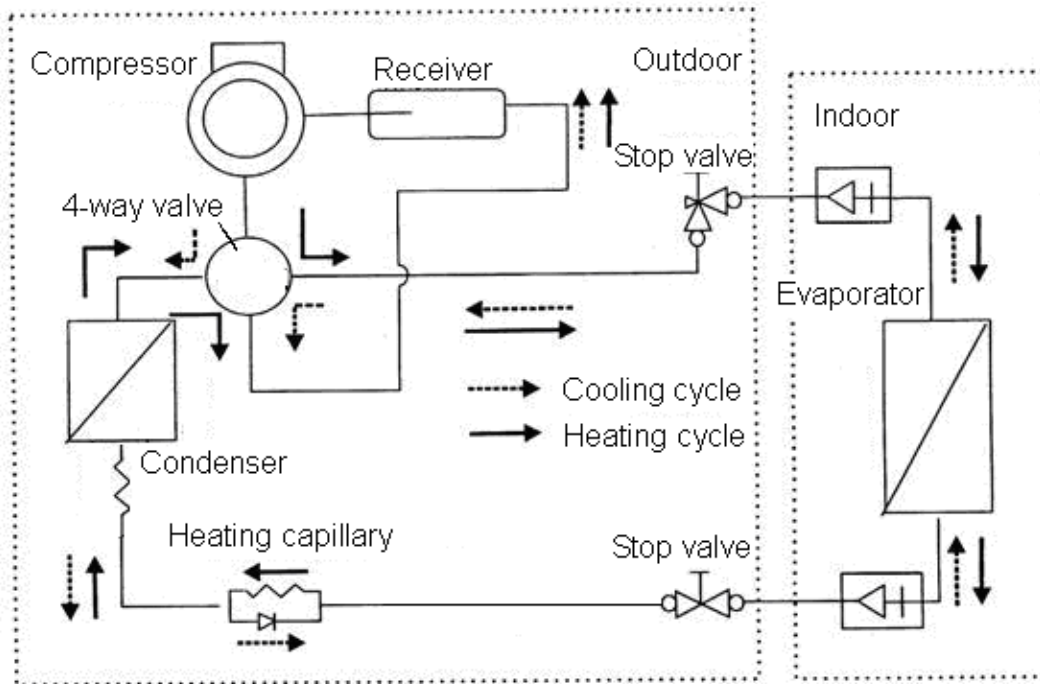 Compressor
Receiver
Outdoor
Indoor
Stop valve
4-way valve
Evaporator
Cooling cycle
Heating cycle
Condenser
Heating capillary
Stop valve